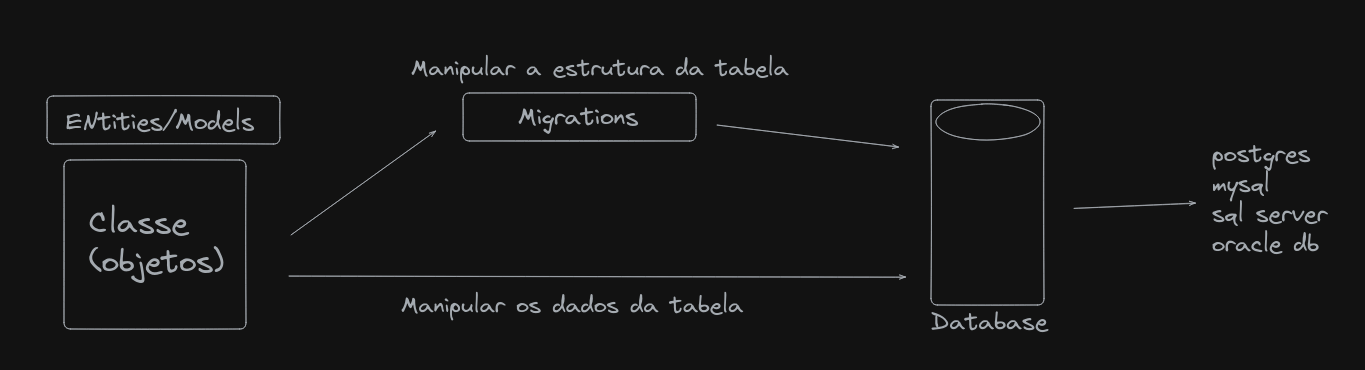 Manipular a estrutura da tabela
ENtities/Models
Migrations
Classe
(objetos)
Manipular os dados da tabela
Database
postgres
mysql
sql server
oracle db